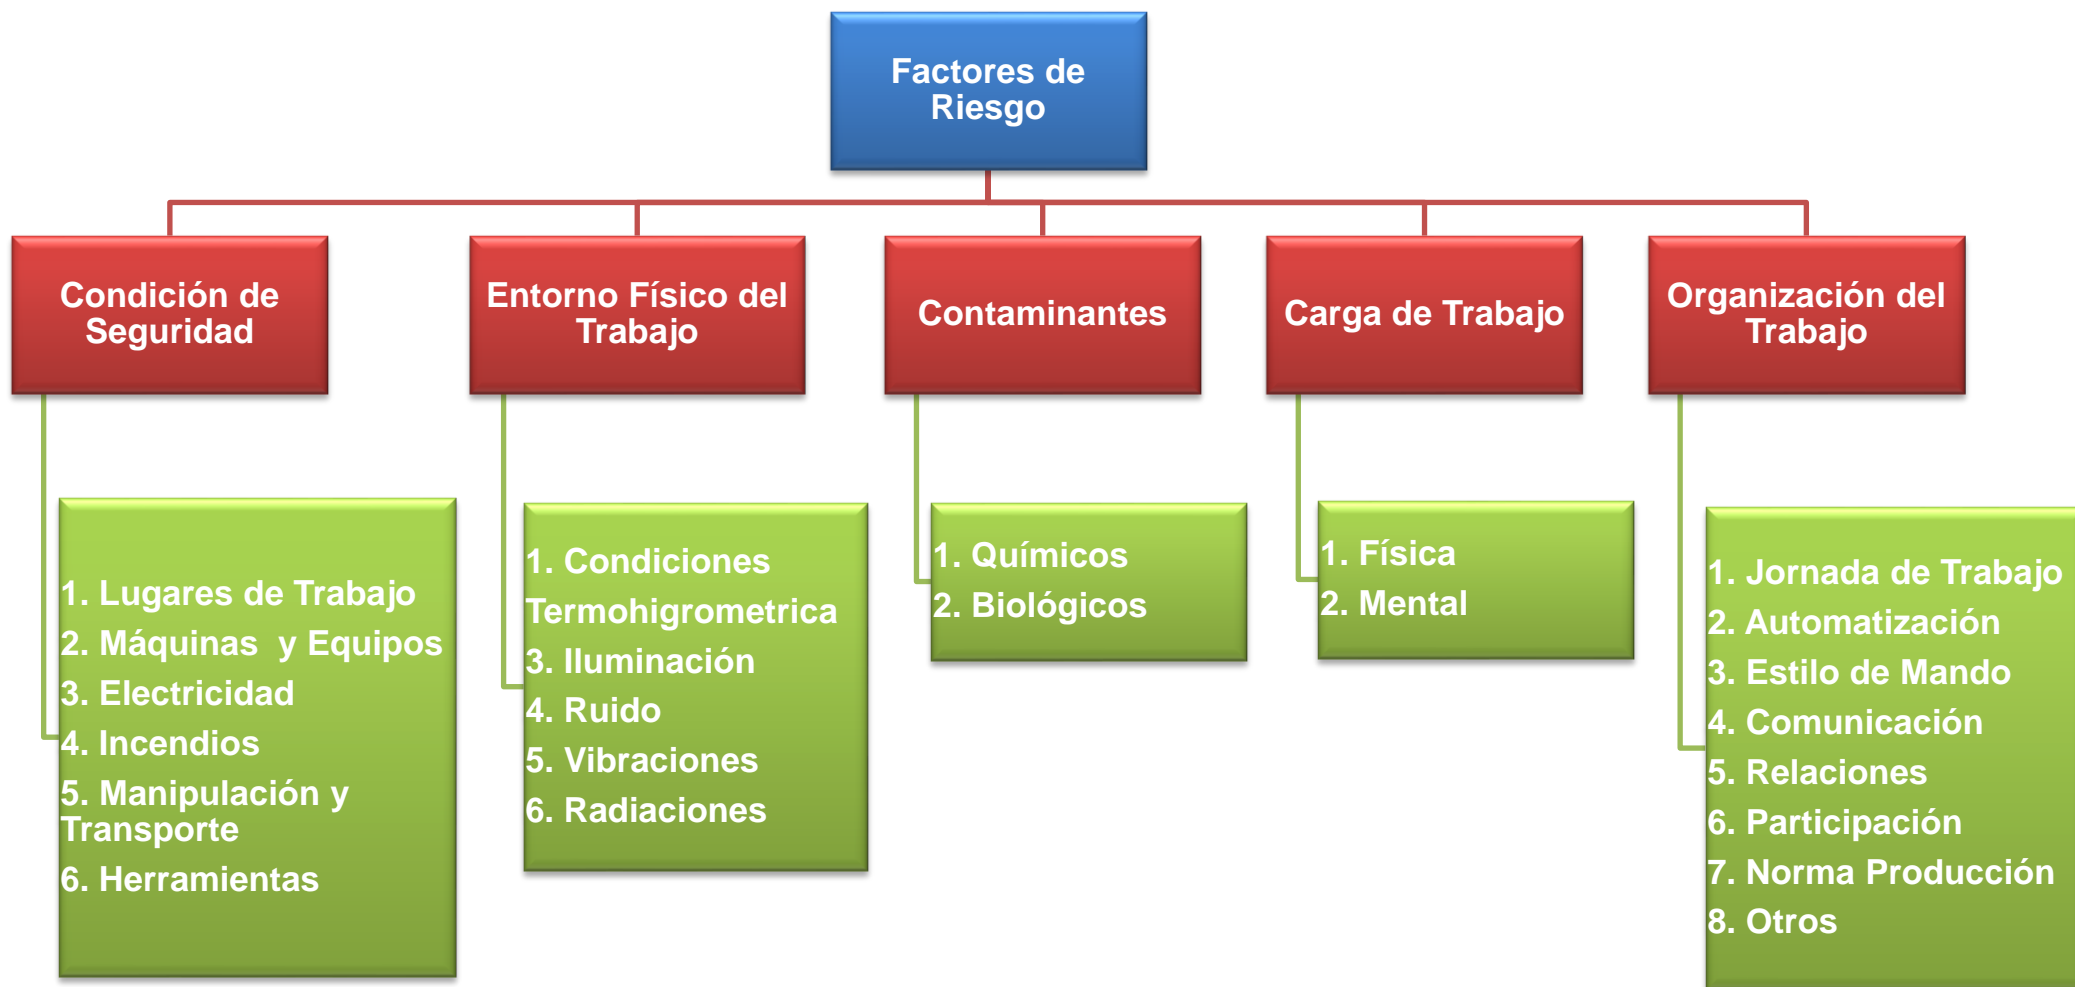 Factores de
Riesgo
Condición de
Seguridad
Entorno Físico del
Trabajo
Contaminantes
Carga de Trabajo
Organización del
Trabajo
1. Lugares de Trabajo
2. Máquinas  y Equipos
3. Electricidad
4. Incendios
5. Manipulación y
Transporte
6. Herramientas
1. Condiciones
Termohigrometrica
3. Iluminación
4. Ruido
5. Vibraciones
6. Radiaciones
1. Químicos
2. Biológicos
1. Física
2. Mental
1. Jornada de Trabajo
2. Automatización
3. Estilo de Mando
4. Comunicación
5. Relaciones
6. Participación
7. Norma Producción
8. Otros